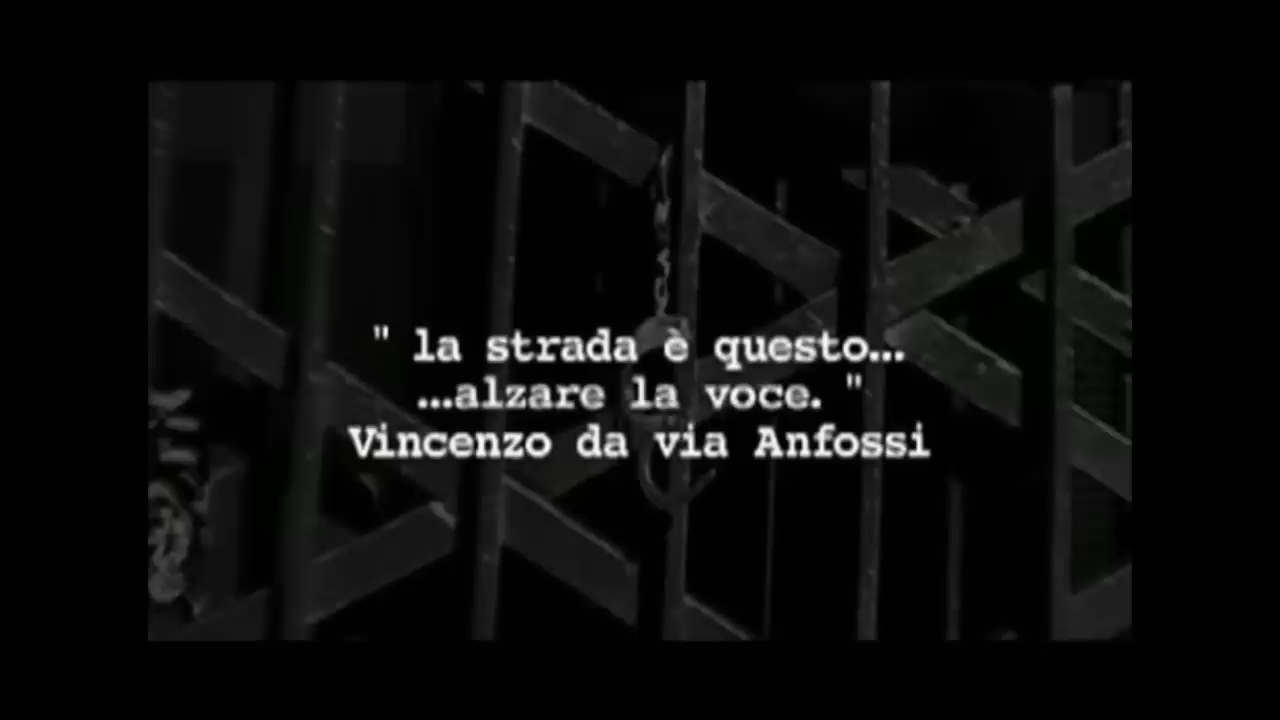 " la strada è questo...
...alzare la voce. "
Vincenzo da via Anfossi